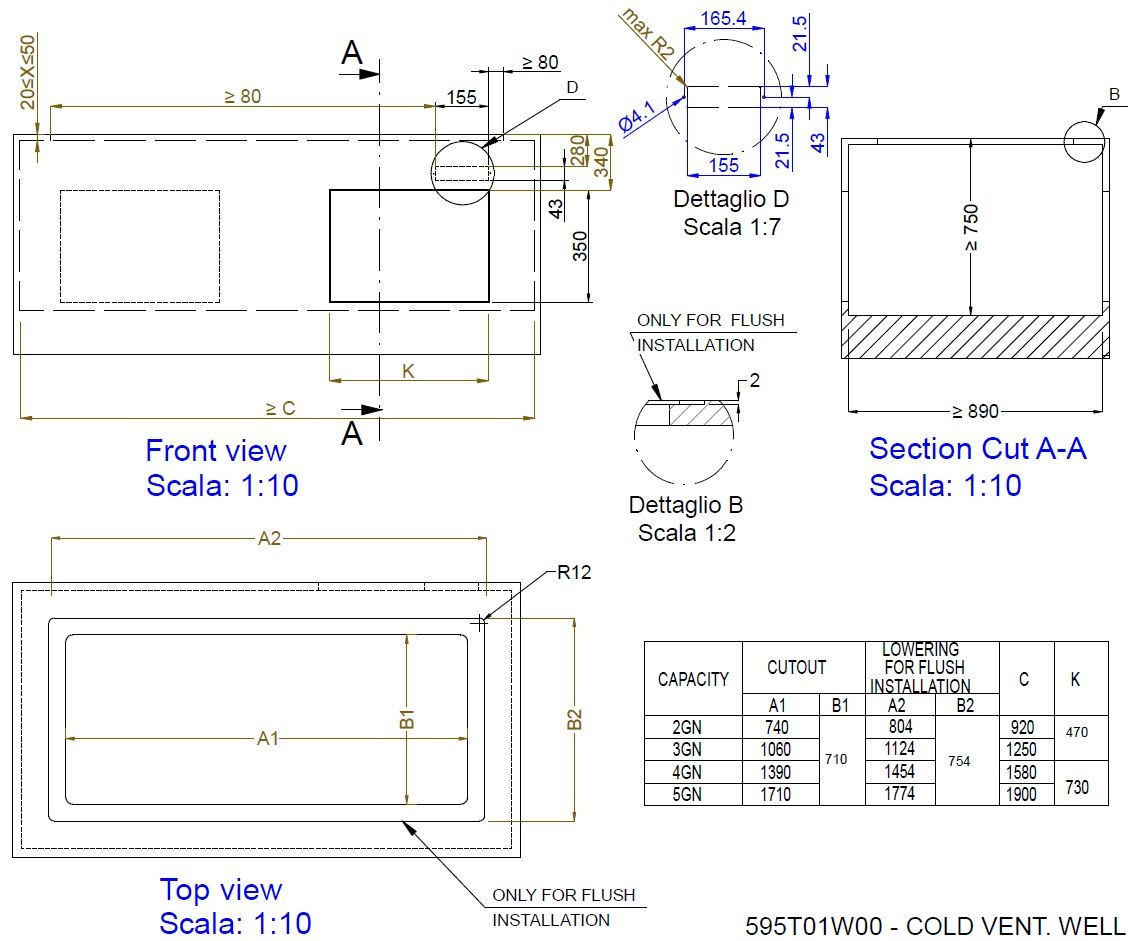 20≤X≤50
≥ 80
A
155
≥ 80
D
280
340
43
350
K
≥ C
A
Front view
Scala: 1:10
max R2
165.4
21.5
Ø4.1
155
21.5
43
Dettaglio D
Scala 1:7
B
≥ 750
≥ 890
Section Cut A-A
Scala: 1:10
ONLY FOR FLUSH
INSTALLATION
2
Dettaglio B
Scala 1:2
A2
R12
A1
B1
B2
ONLY FOR FLUSH
INSTALLATION
Top view
Scala: 1:10
CAPACITY CUTOUT LOWERING FOR FLUSH INSTALLATION C K
A1 B1 A2 B2
2GN 740 710 804 754 920 470
3GN 1060 1124 1250
4GN 1390 1454 1580 730
5GN 1710 1774 1900
595T01W00 - COLD VENT. WELL